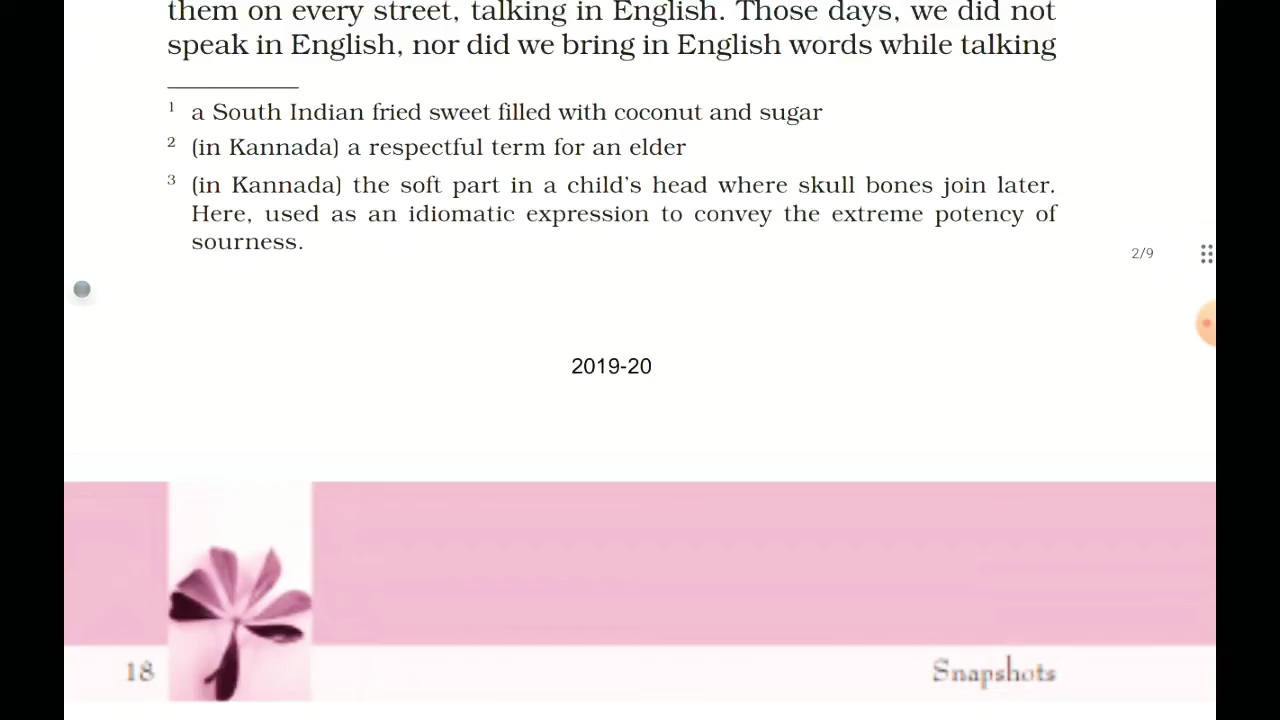 them on every street, talking in English. Those days, we did not
speak in English, nor did we bring in English words while talking
1 a South Indian fried sweet filled with coconut and sugar
2 (in Kannada) a respectful term for an elder
3 (in Kannada) the soft part in a child's head where skull bones join later.
Here, used as an idiomatic expression to convey the extreme potency of
sourness.
2/9
2019-20
18
Snapshots